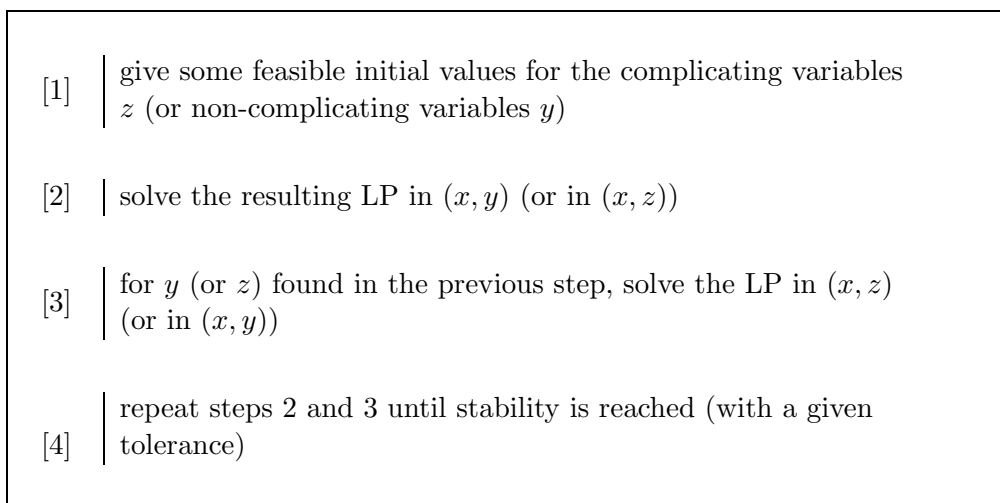 [1] give some feasible initial values for the complicating variables
z (or non-complicating variables y)
[2] solve the resulting LP in (x, y) (or in (x, z))
[3] for y (or z) found in the previous step, solve the LP in (x, z)
(or in (x, y))
repeat steps 2 and 3 until stability is reached (with a given
[4] tolerance)